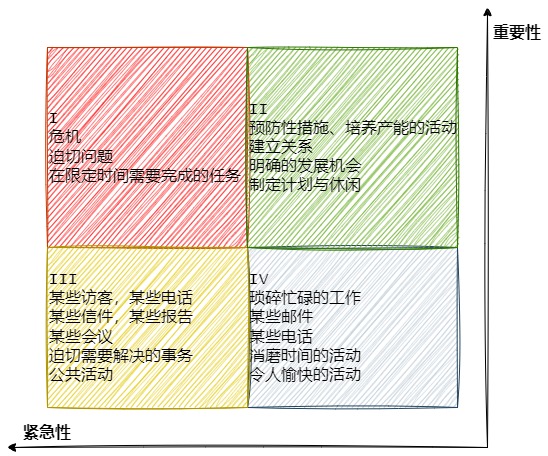 重要性
I
危机
迫切问题
在限定时间需要完成的任务
II
预防性措施、培养产能的活动
建立关系
明确的发展机会
制定计划与休闲
III
某些访客，某些电话
某些信件，某些报告
某些会议
迫切需要解决的事务
公共活动
IV
琐碎忙碌的工作
某些邮件
某些电话
消磨时间的活动
令人愉快的活动
紧急性